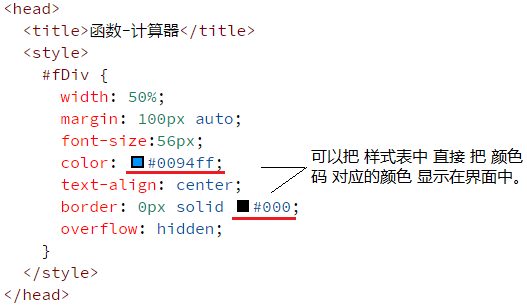 <head>
  <title>函数-计算器</title>
  <style>
    #fDiv {
      width: 50%;
      margin: 100px auto;
      font-size:56px;
      color: #0094ff;
      text-align: center;
      border: 0px solid #000;
      overflow: hidden;
    }
  </style>
</head>
可以把 样式表中 直接 把 颜色
码 对应的颜色 显示在界面中。